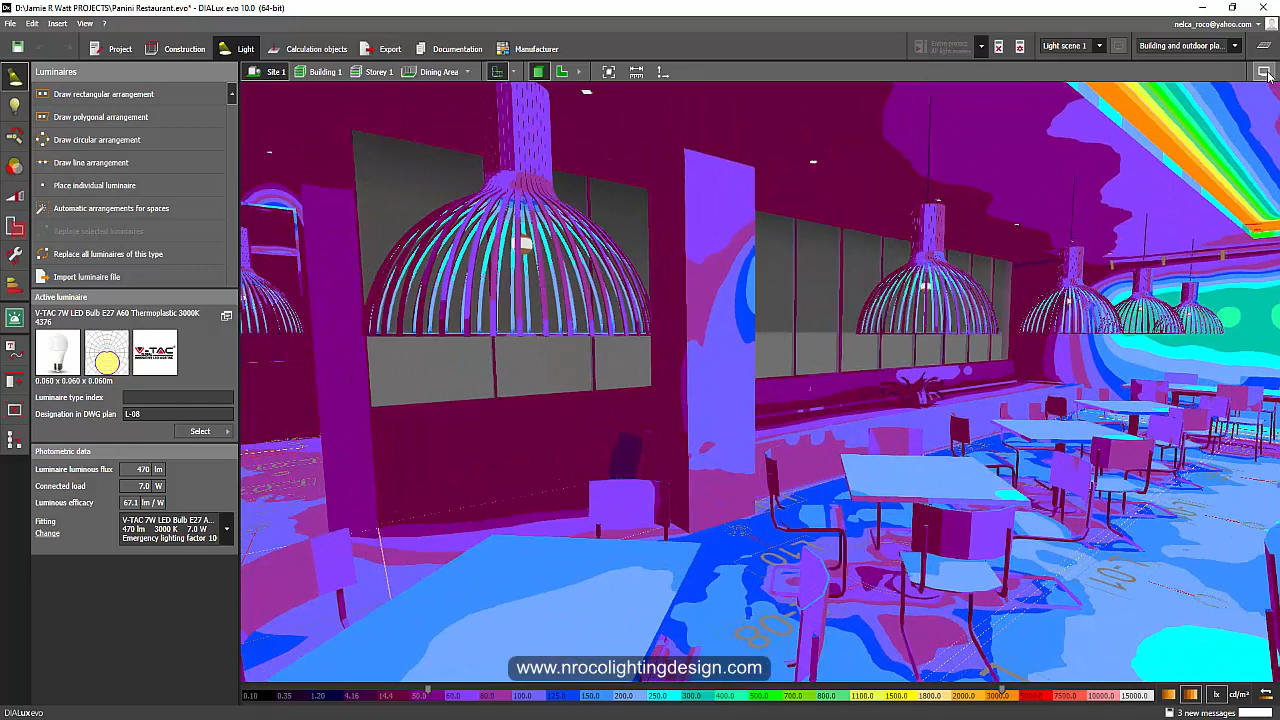 D:\Jamie R Watt PROJECTS\Panini Restaurant.evo* - DIALux evo 10.0 (64-bit)
File Edit Insert View ?
nelca_roco@yahoo.com
Project Construction Light Calculation objects Export Documentation Manufacturer
Entire project
All light scenes
Light scene 1
Building and outdoor pla...
Luminaires
Site 1 Building 1 Storey 1 Dining Area
Draw rectangular arrangement
Draw polygonal arrangement
Draw circular arrangement
Draw line arrangement
Place individual luminaire
Automatic arrangements for spaces
Replace selected luminaires
Replace all luminaires of this type
Import luminaire file
Active luminaire
V-TAC 7W LED Bulb E27 A60 Thermoplastic 3000K
4376
V-TAC
0.060 x 0.060 x 0.060m
Luminaire type index
Designation in DWG plan L-08
Select
Photometric data
Luminaire luminous flux 470 lm
Connected load 7.0 W
Luminous efficacy 67.1 lm / W
Fitting
Change
V-TAC 7W LED Bulb E27 A...
470 lm 3000 K 7.0 W
Emergency lighting factor 10
www.nrocolightingdesign.com
0.10 0.35 1.20 4.16 14.4 50.0 60.0 80.0 100.0 125.0 150.0 200.0 250.0 300.0 500.0 700.0 800.0 1100.0 1500.0 1800.0 2000.0 3000.0 5000.0 7500.0 10000.0 15000.0 lx cd/m²
DIALuxevo
3 new messages